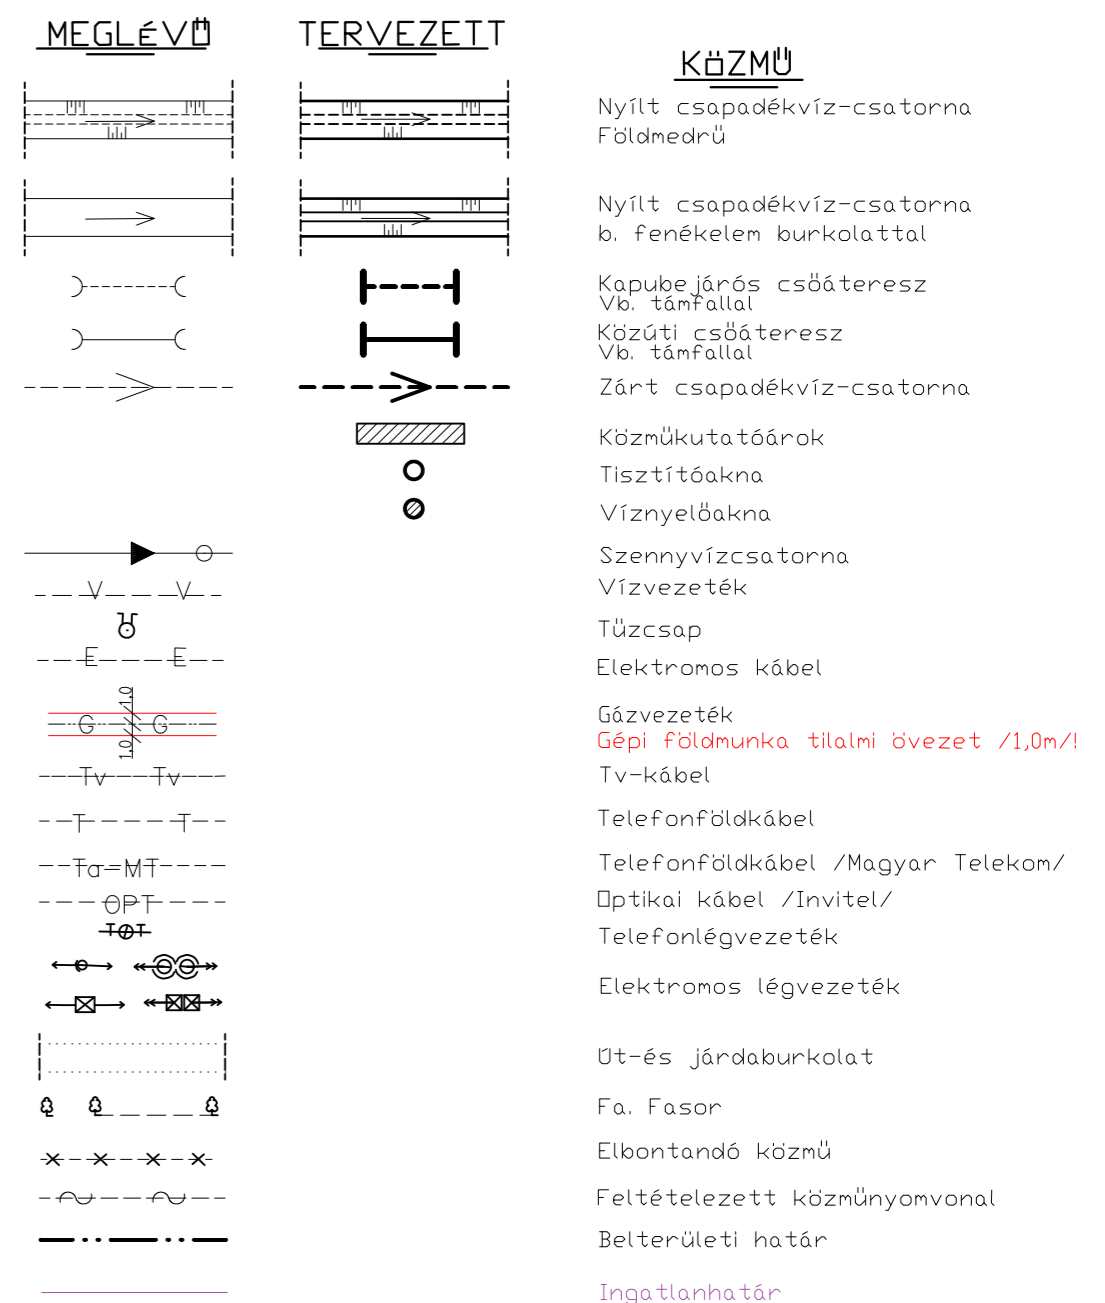 MEGLéVŰ
TERVEZETT
KöZMŰ
Nyílt csapadékvíz-csatorna
Földmedrű
Nyílt csapadékvíz-csatorna
b. fenékelem burkolattal
Kapubejárós csőáteresz
Vb. támfallal
Közúti csőáteresz
Vb. támfallal
Zárt csapadékvíz-csatorna
Közműkutatóárok
Tisztítóakna
Víznyelőakna
Szennyvízcsatorna
V V
Vízvezeték
Tűzcsap
E E
Elektromos kábel
1,0
G G
1,0
Gázvezeték
Gépi földmunka tilalmi övezet /1,0m/!
Tv Tv
Tv-kábel
T T
Telefonföldkábel
Ta-MT
Telefonföldkábel /Magyar Telekom/
OPT
Optikai kábel /Invitel/
T T
Telefonlégvezeték
Elektromos légvezeték
Út-és járdaburkolat
Fa. Fasor
Elbontandó közmű
Feltételezett közműnyomvonal
Belterületi határ
Ingatlanhatár